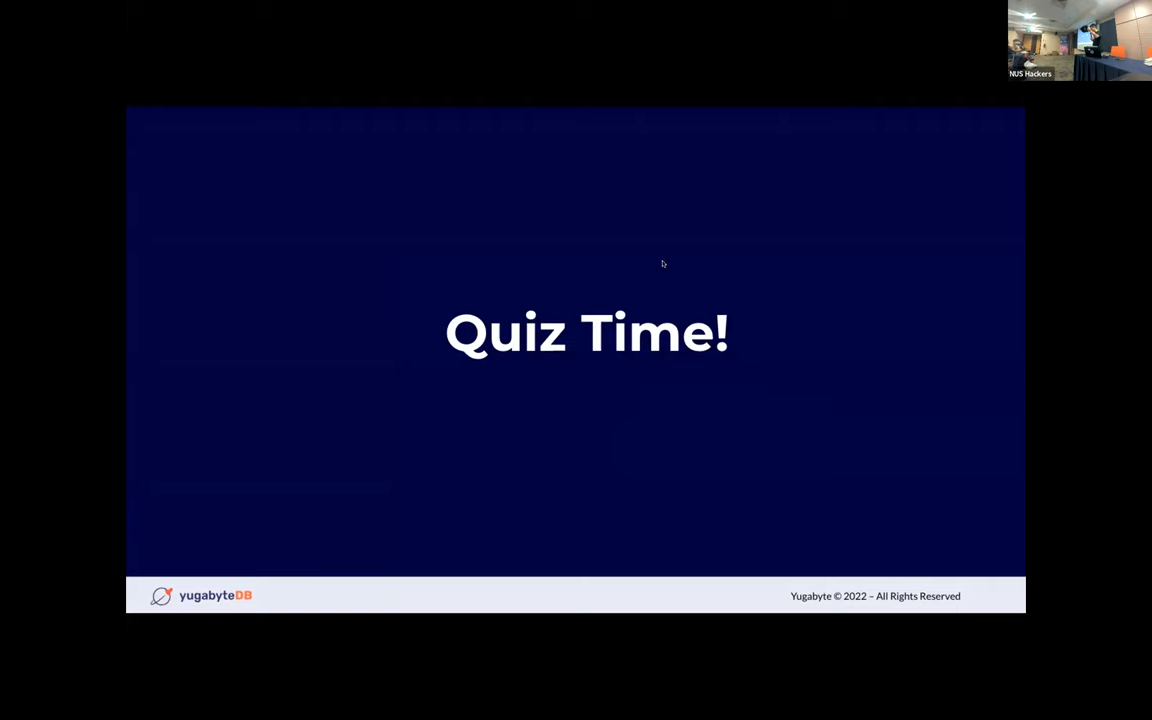 NUS Hackers
Quiz Time!
yugabyteDB
Yugabyte © 2022 – All Rights Reserved